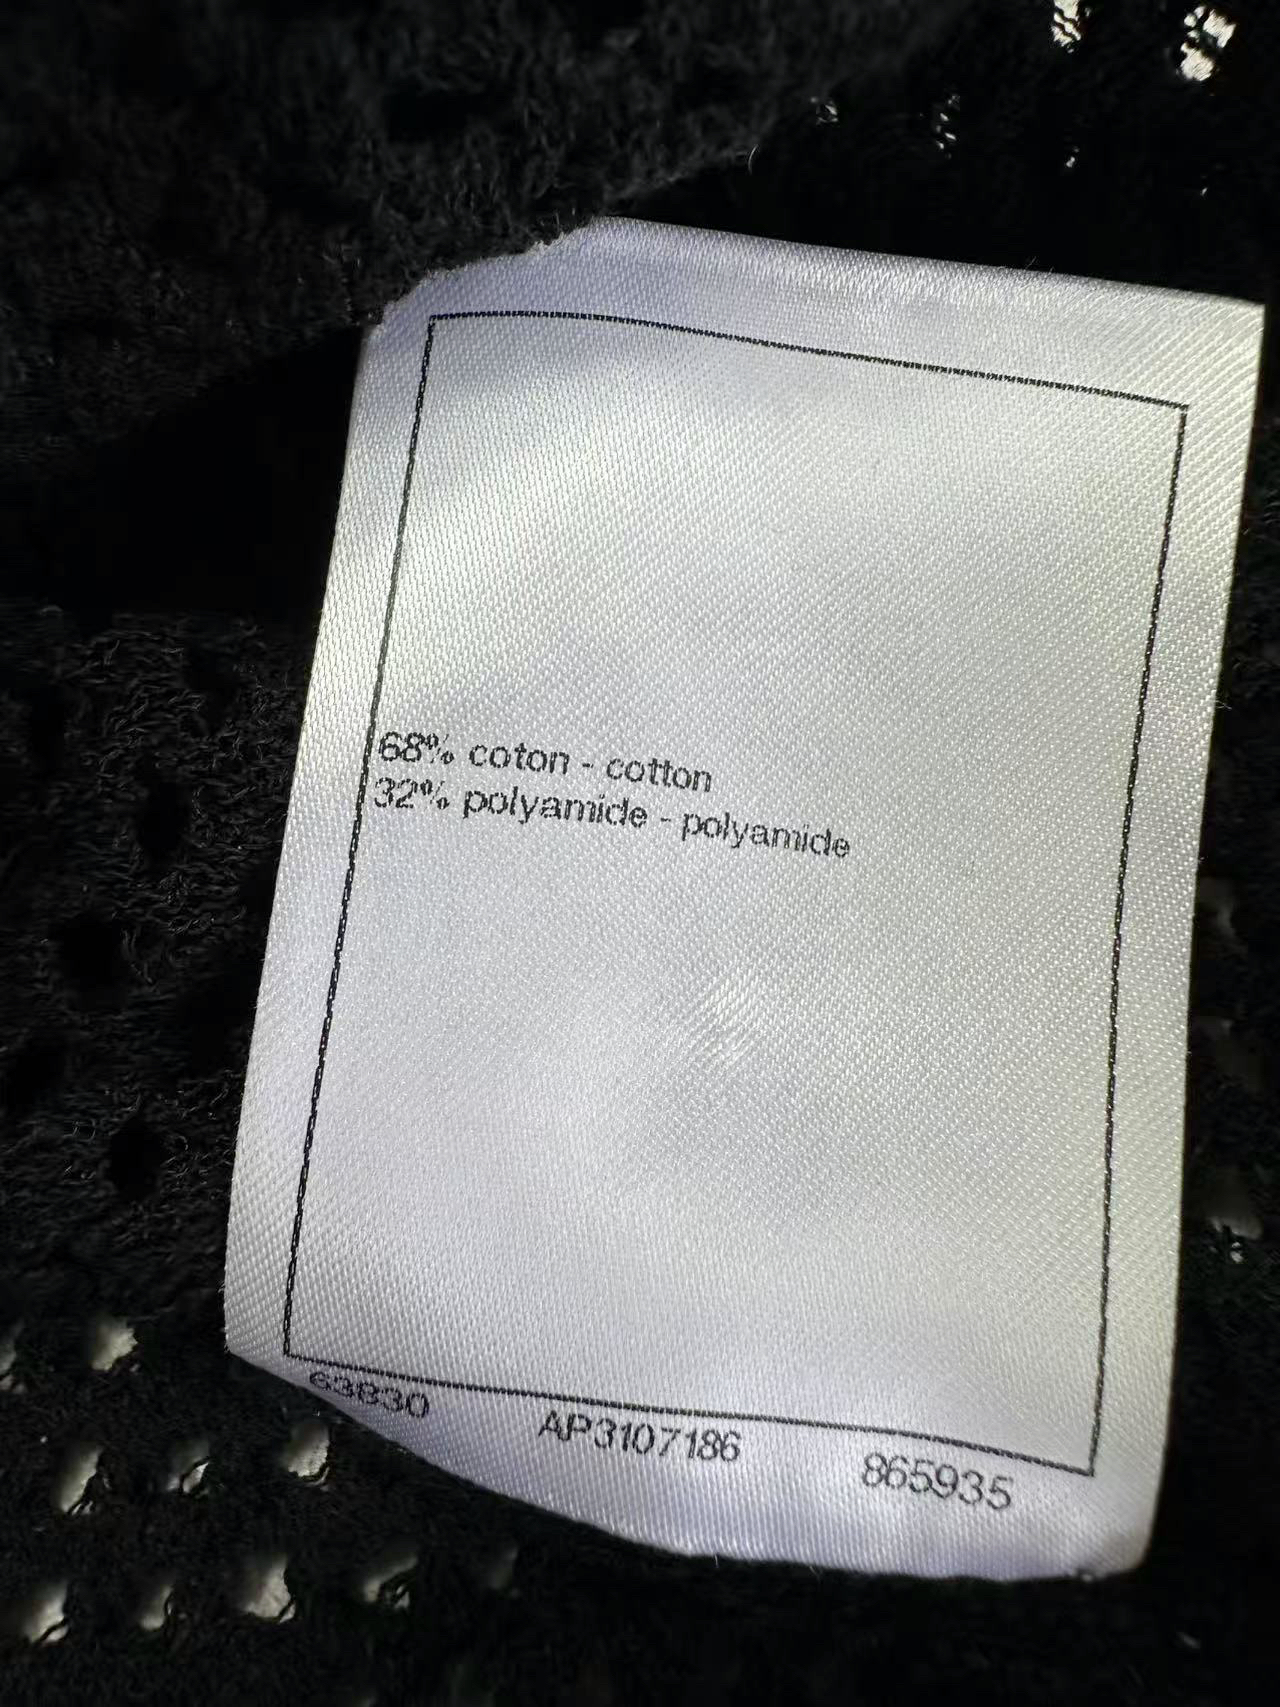 68% coton - cotton
32% polyamide - polyamide
63830 AP3107186 865935